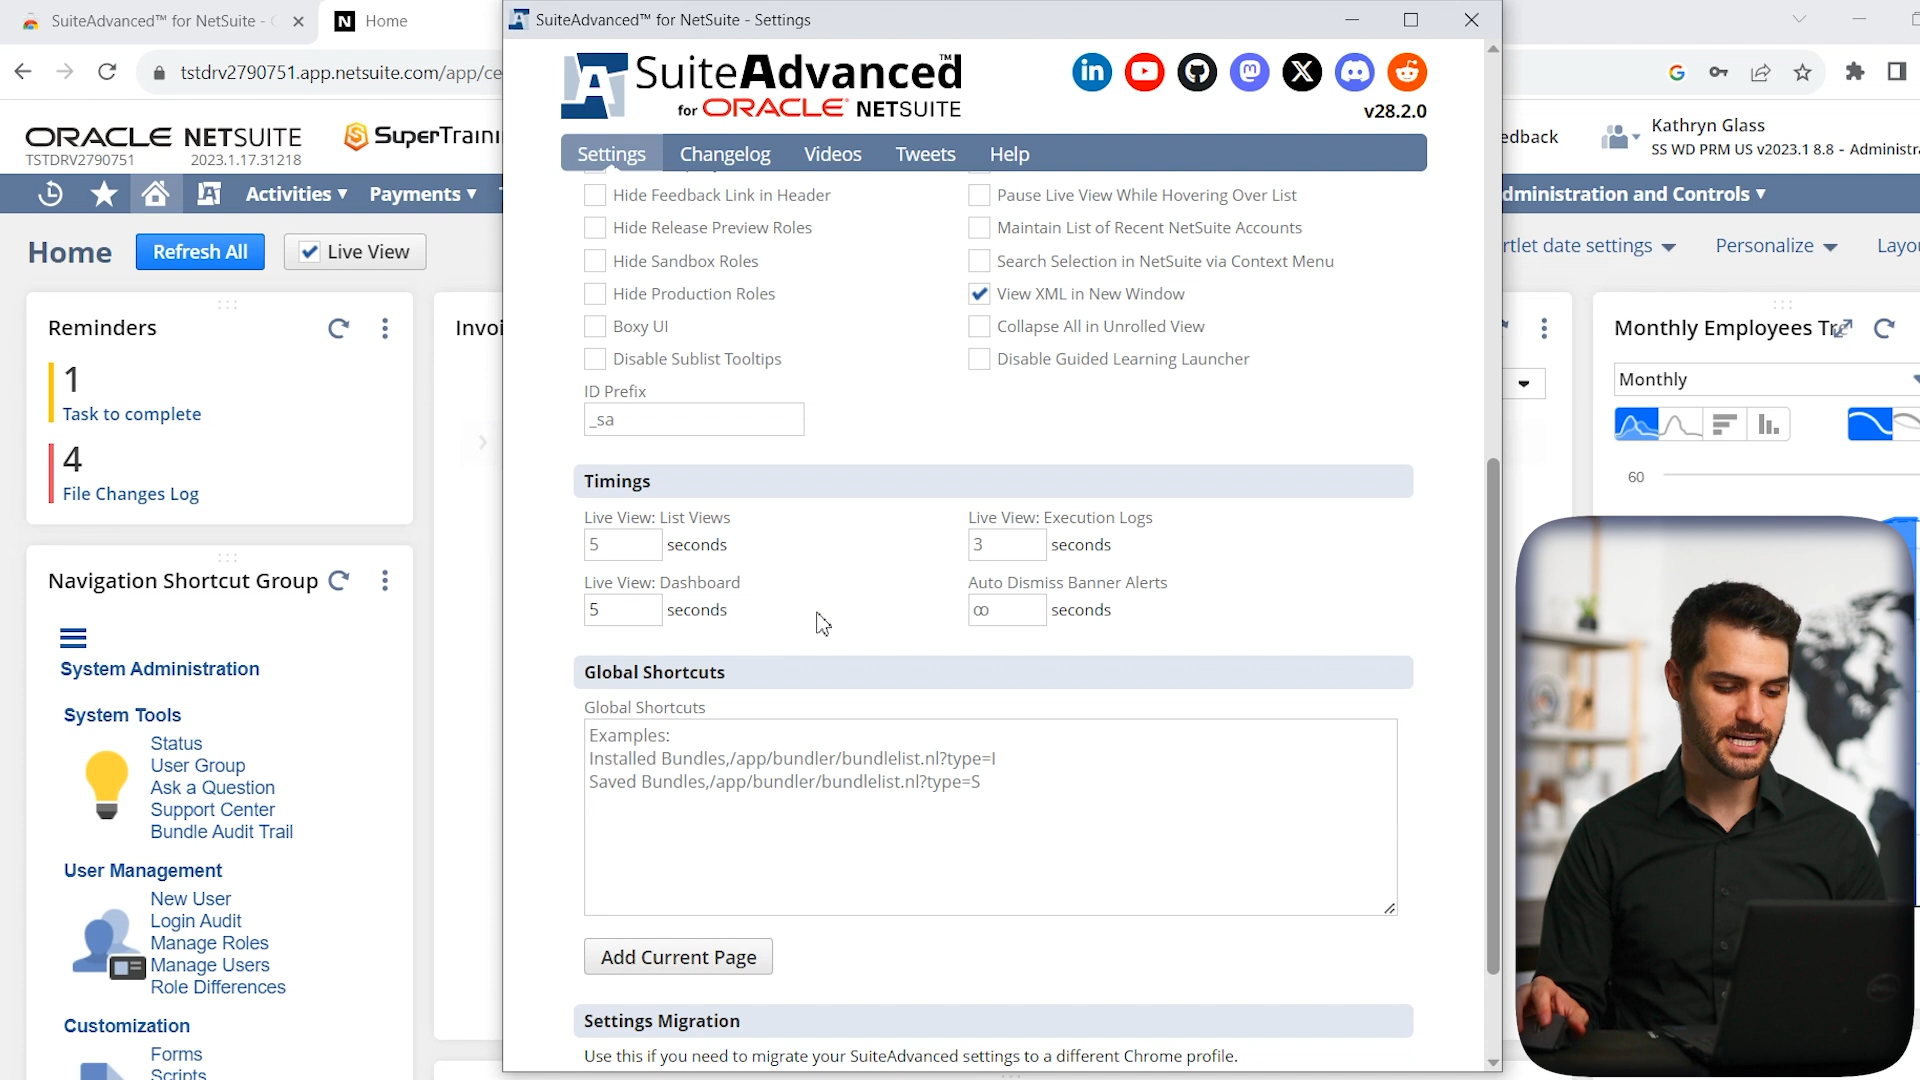 SuiteAdvanced™ for NetSuite - 
Home
SuiteAdvanced™ for NetSuite - Settings
tstdrv2790751.app.netsuite.com/app/ce
SuiteAdvanced™
for ORACLE® NETSUITE
v28.2.0
ORACLE NETSUITE
TSTDRV2790751
2023.1.17.31218
SuperTraini
edback
Kathryn Glass
SS WD PRM US v2023.1 8.8 - Administra
Settings
Changelog
Videos
Tweets
Help
Activities
Payments
dministration and Controls
Home
Refresh All
Live View
rtlet date settings
Personalize
Layou
Hide Feedback Link in Header
Hide Release Preview Roles
Hide Sandbox Roles
Hide Production Roles
Boxy UI
Disable Sublist Tooltips
Pause Live View While Hovering Over List
Maintain List of Recent NetSuite Accounts
Search Selection in NetSuite via Context Menu
View XML in New Window
Collapse All in Unrolled View
Disable Guided Learning Launcher
ID Prefix
_sa
Timings
Live View: List Views
5 seconds
Live View: Execution Logs
3 seconds
Live View: Dashboard
5 seconds
Auto Dismiss Banner Alerts
∞ seconds
Global Shortcuts
Global Shortcuts
Examples:
Installed Bundles,/app/bundler/bundlelist.nl?type=I
Saved Bundles,/app/bundler/bundlelist.nl?type=S
Add Current Page
Settings Migration
Use this if you need to migrate your SuiteAdvanced settings to a different Chrome profile.
Reminders
1
Task to complete
4
File Changes Log
Invoi
Navigation Shortcut Group
System Administration
System Tools
Status
User Group
Ask a Question
Support Center
Bundle Audit Trail
User Management
New User
Login Audit
Manage Roles
Manage Users
Role Differences
Customization
Forms
Scripts
Monthly Employees Tr
Monthly
60